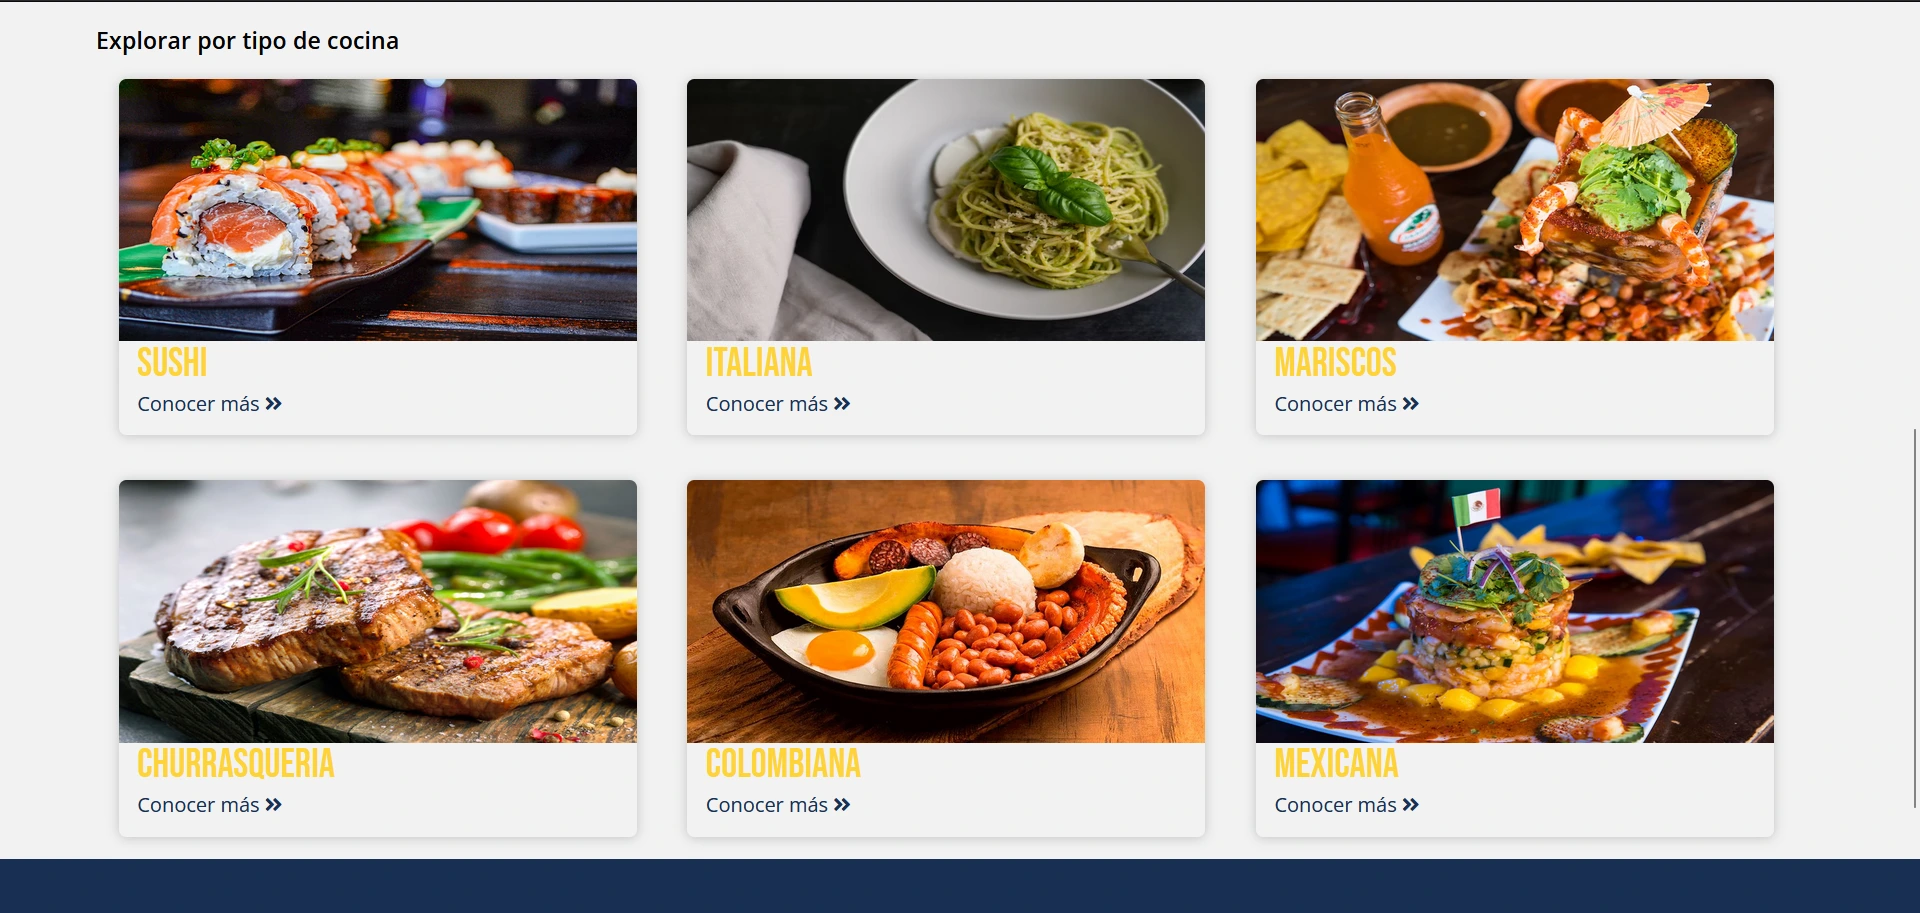 Explorar por tipo de cocina
SUSHI
Conocer más
ITALIANA
Conocer más
MARISCOS
Conocer más
CHURRASQUERIA
Conocer más
COLOMBIANA
Conocer más
MEXICANA
Conocer más